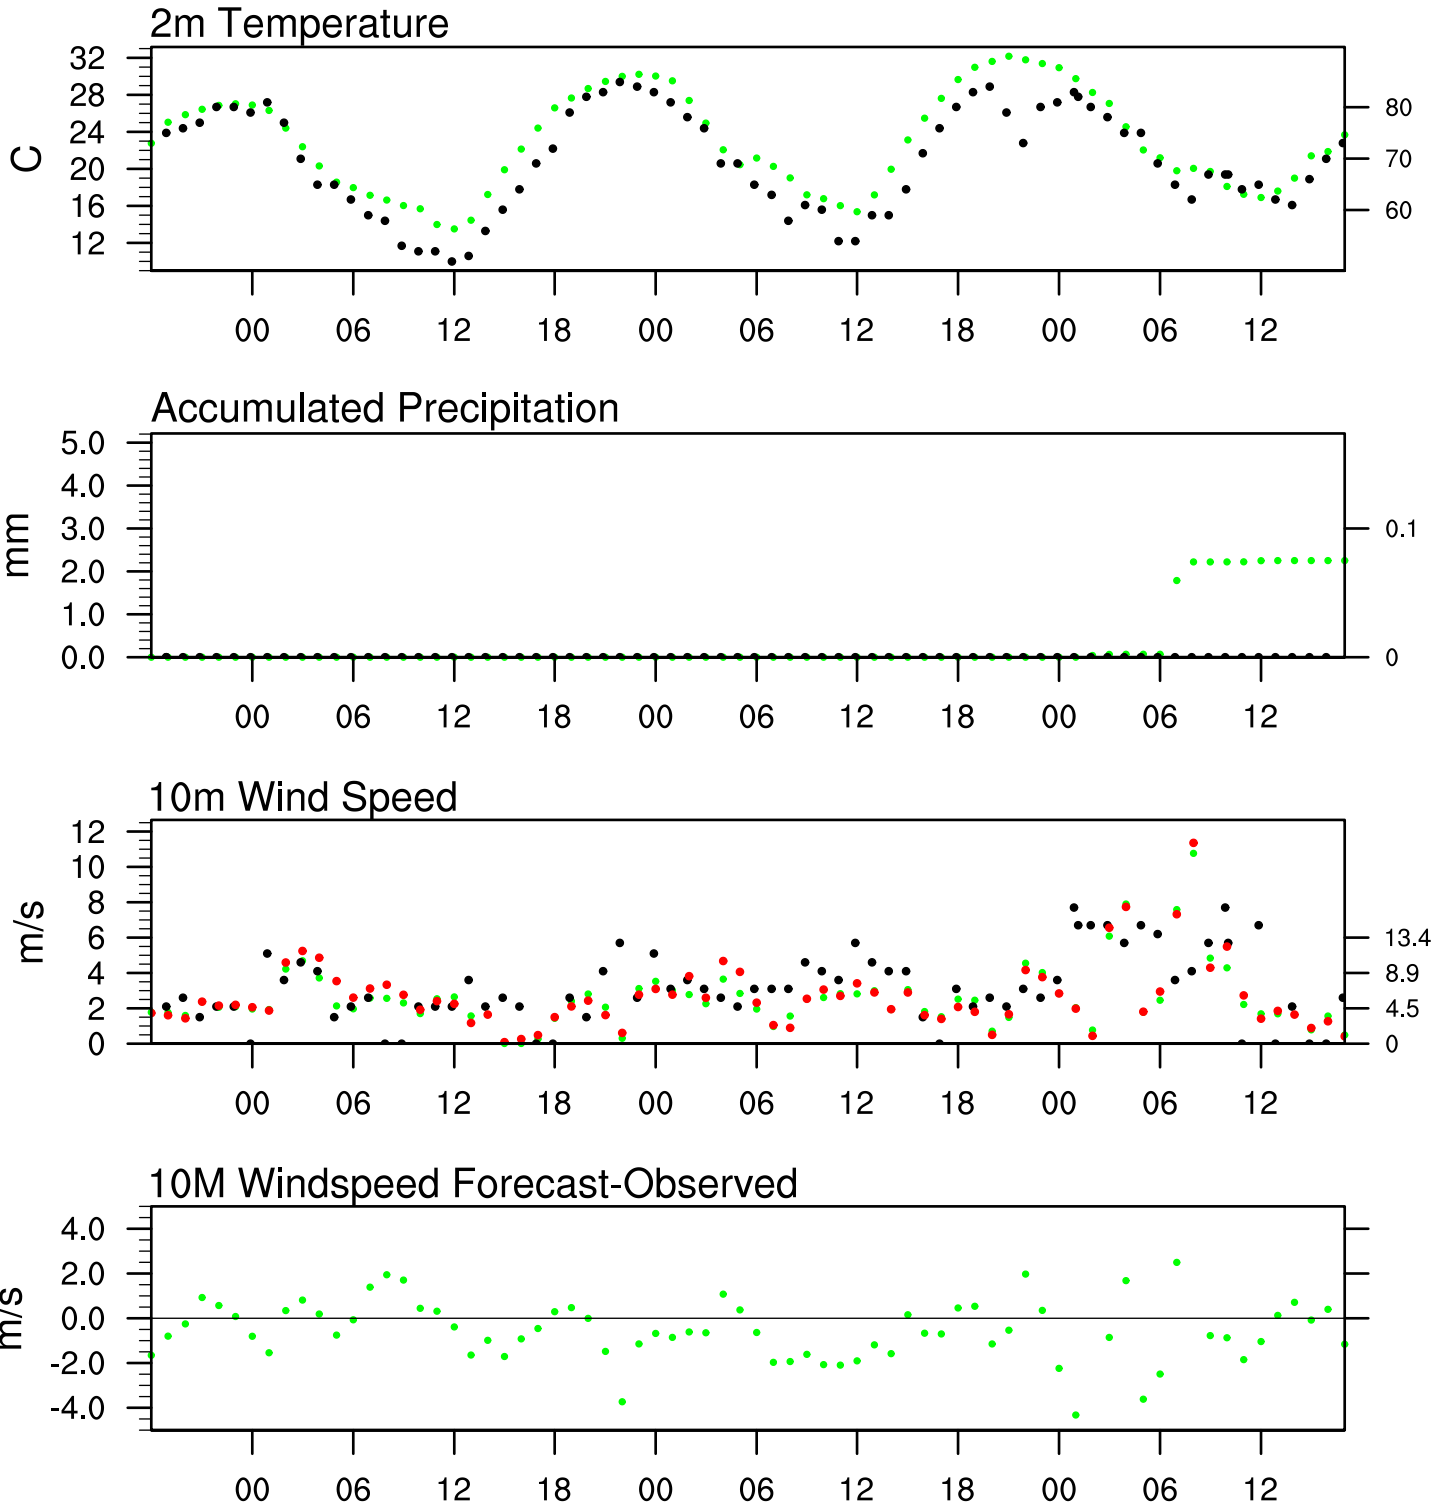 2m Temperature
32
28
24
20
16
12
C
80
70
60
00 06 12 18 00 06 12 18 00 06 12
Accumulated Precipitation
5.0
4.0
3.0
2.0
1.0
0.0
mm
0.1
0
00 06 12 18 00 06 12 18 00 06 12
10m Wind Speed
12
10
8
6
4
2
0
m/s
13.4
8.9
4.5
0
00 06 12 18 00 06 12 18 00 06 12
10M Windspeed Forecast-Observed
4.0
2.0
0.0
-2.0
-4.0
m/s
00 06 12 18 00 06 12 18 00 06 12